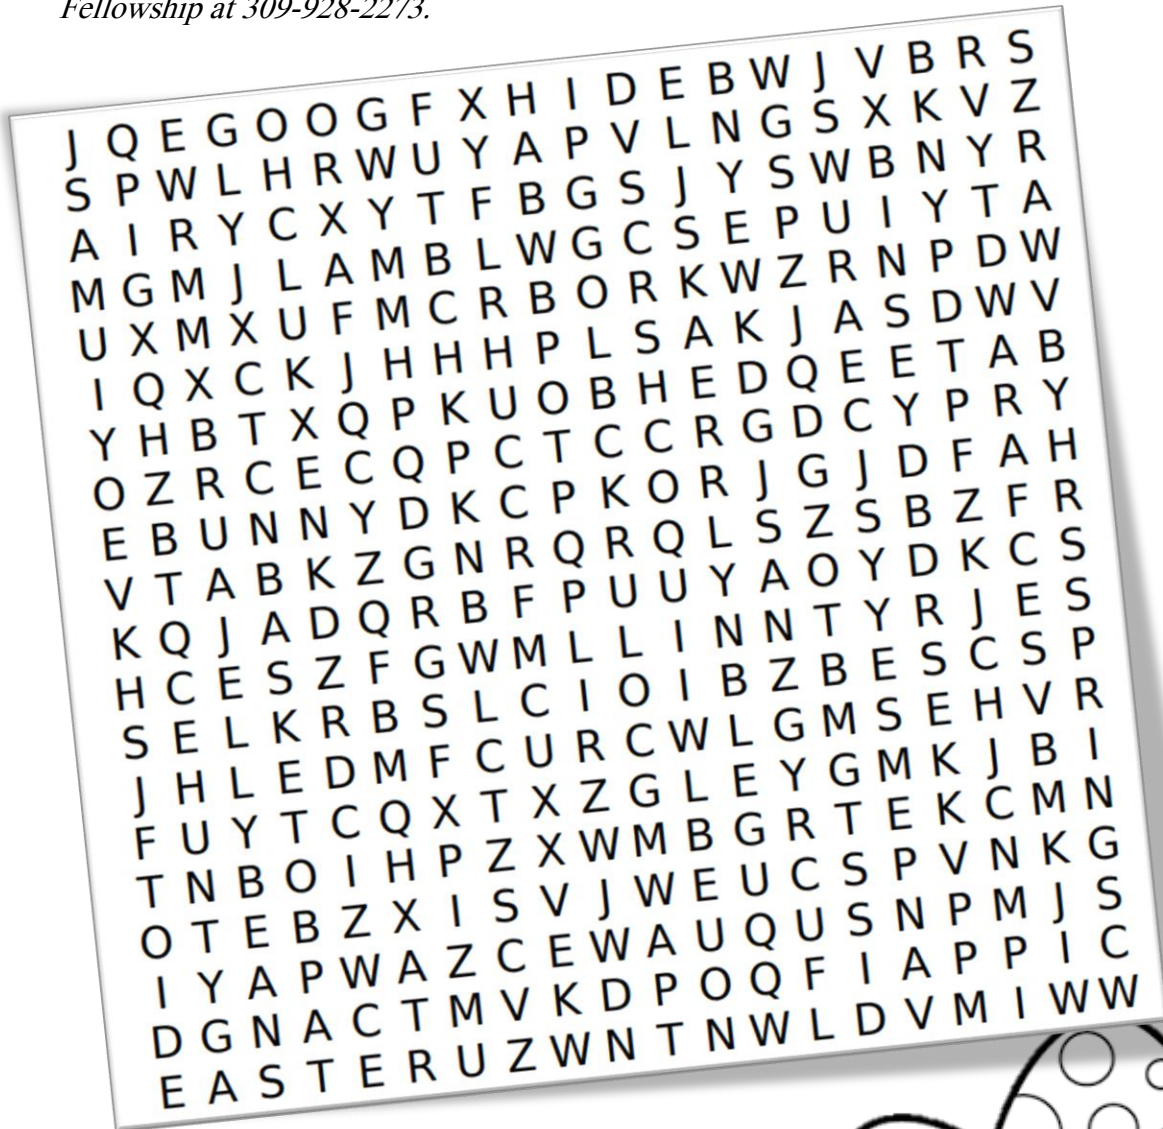 Fellowship at 309-928-2273.
J Q E G O O G F X H I D E B W J V B R S
S P W L H R W U Y A P V L N G S X K V Z
A I R Y C X Y T F B G S J Y S W B N Y R
M G M J L A M B L W G C S E P U I Y T A
U X M X U F M C R B O R K W Z R N P D W
I Q X C K J H H H P L S A K J A S D W V
Y H B T X Q P K U O B H E D Q E E T A B
O Z R C E C Q P C T C C R G D C Y P R Y
E B U N N Y D K C P K O R J G J D F A H
V T A B K Z G N R Q R Q L S Z S B Z F R
K Q J A D Q R B F P U U Y A O Y D K C S
H C E S Z F G W M L L I N N T Y R J E S
S E L K R B S L C I O I B Z B E S C S P
J H L E D M F C U R C W L G M S E H V R
F U Y T C Q X T X Z G L E Y G M K J B I
T N B O I H P Z X W M B G R T E K C M N
O T E B Z X I S V J W E U C S P V N K G
I Y A P W A Z C E W A U Q U S N P M J S
D G N A C T M V K D P O Q F I A P P I C
E A S T E R U Z W N T N W L D V M I W W